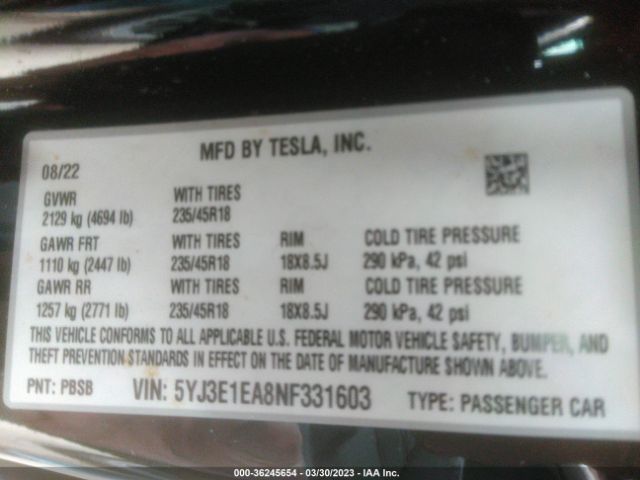 MFD BY TESLA, INC.
08/22
GVWR WITH TIRES
2129 kg (4694 lb) 235/45R18
GAWR FRT WITH TIRES RIM COLD TIRE PRESSURE
1110 kg (2447 lb) 235/45R18 18X8.5J 290 kPa, 42 psi
GAWR RR WITH TIRES RIM COLD TIRE PRESSURE
1257 kg (2771 lb) 235/45R18 18X8.5J 290 kPa, 42 psi
THIS VEHICLE CONFORMS TO ALL APPLICABLE U.S. FEDERAL MOTOR VEHICLE SAFETY, BUMPER, AND
THEFT PREVENTION STANDARDS IN EFFECT ON THE DATE OF MANUFACTURE SHOWN ABOVE.
PNT: PBSB VIN: 5YJ3E1EA8NF331603 TYPE: PASSENGER CAR
000-36245654 - 03/30/2023 - IAA Inc.